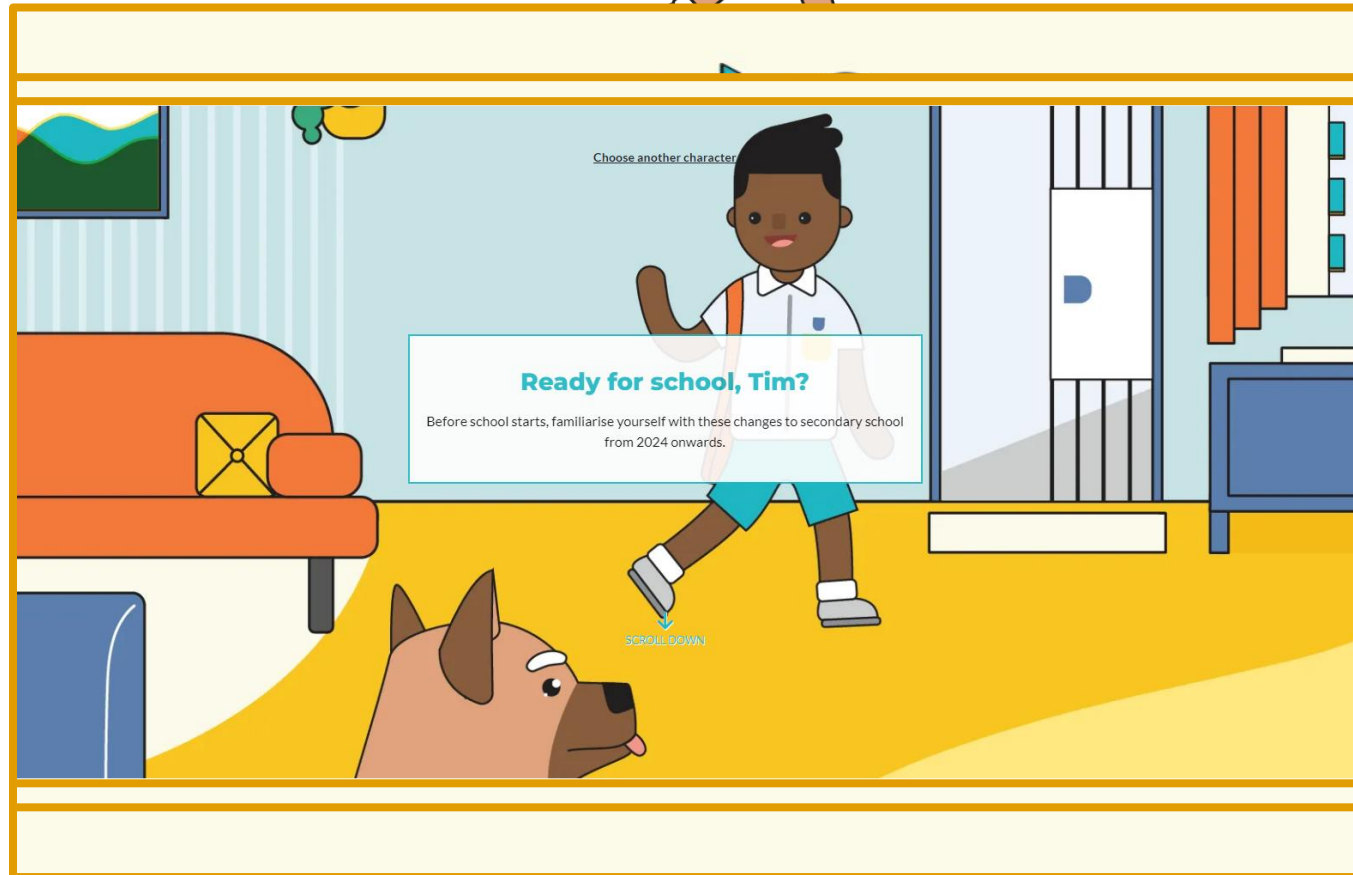 Choose another character
Ready for school, Tim?
Before school starts, familiarise yourself with these changes to secondary school
from 2024 onwards.
SCROLL DOWN